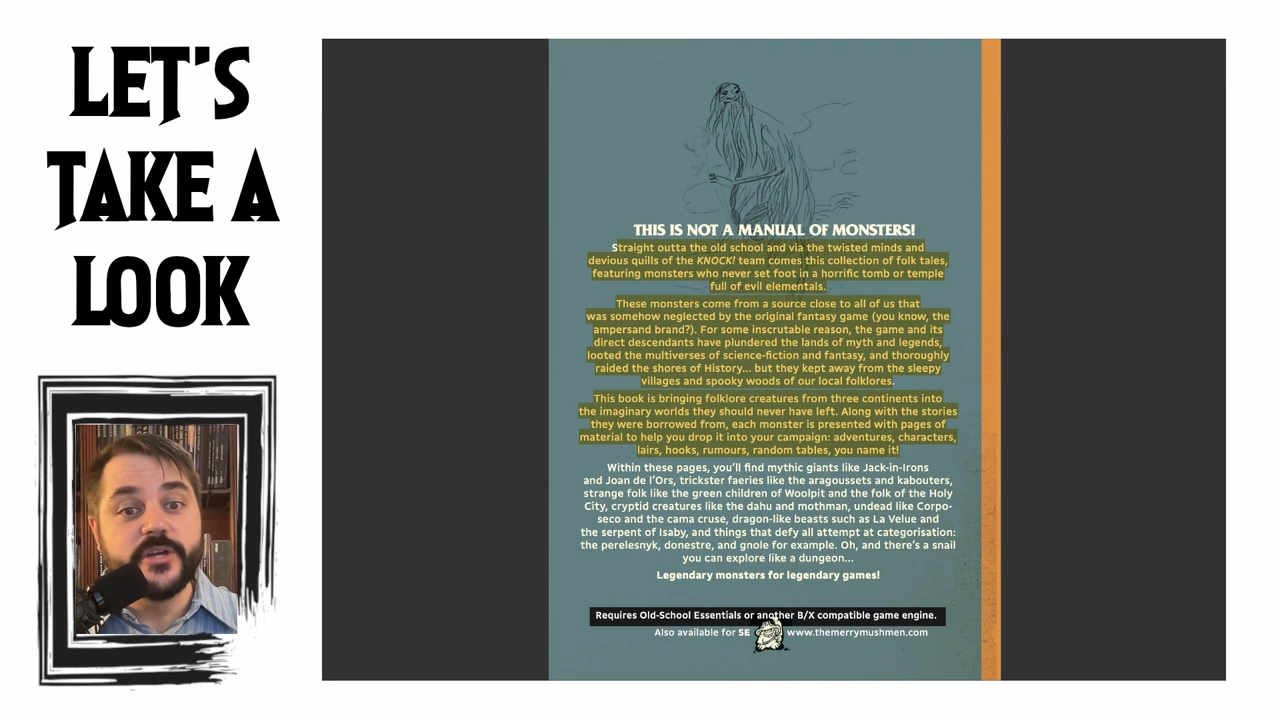 LET'S
TAKE A
LOOK
THIS IS NOT A MANUAL OF MONSTERS!
Straight outta the old school and via the twisted minds and
devious quills of the KNOCK! team comes this collection of folk tales,
featuring monsters who never set foot in a horrific tomb or temple
full of evil elementals.
These monsters come from a source close to all of us that
was somehow neglected by the original fantasy game (you know, the
ampersand brand?). For some inscrutable reason, the game and its
direct descendants have plundered the lands of myth and legends,
looted the multiverses of science-fiction and fantasy, and thoroughly
raided the shores of History... but they kept away from the sleepy
villages and spooky woods of our local folklores.
This book is bringing folklore creatures from three continents into
the imaginary worlds they should never have left. Along with the stories
they were borrowed from, each monster is presented with pages of
material to help you drop it into your campaign: adventures, characters,
lairs, hooks, rumours, random tables, you name it!
Within these pages, you'll find mythic giants like Jack-in-Irons
and Joan de l'Ors, trickster faeries like the aragoussets and kabouters,
strange folk like the green children of Woolpit and the folk of the Holy
City, cryptid creatures like the dahu and mothman, undead like Corpo-
seco and the cama cruse, dragon-like beasts such as La Velue and
the serpent of Isaby, and things that defy all attempt at categorisation:
the perelesnyk, donestre, and gnole for example. Oh, and there's a snail
you can explore like a dungeon...
Legendary monsters for legendary games!
Requires Old-School Essentials or another B/X compatible game engine.
Also available for 5E www.themerrymushmen.com